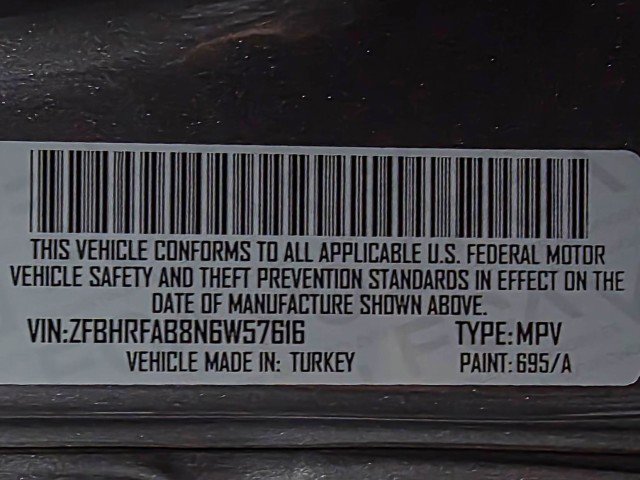 THIS VEHICLE CONFORMS TO ALL APPLICABLE U.S. FEDERAL MOTOR
VEHICLE SAFETY AND THEFT PREVENTION STANDARDS IN EFFECT ON THE
DATE OF MANUFACTURE SHOWN ABOVE.
VIN:ZFBHRFAB8N6W57616 TYPE:MPV
VEHICLE MADE IN: TURKEY PAINT:695/A